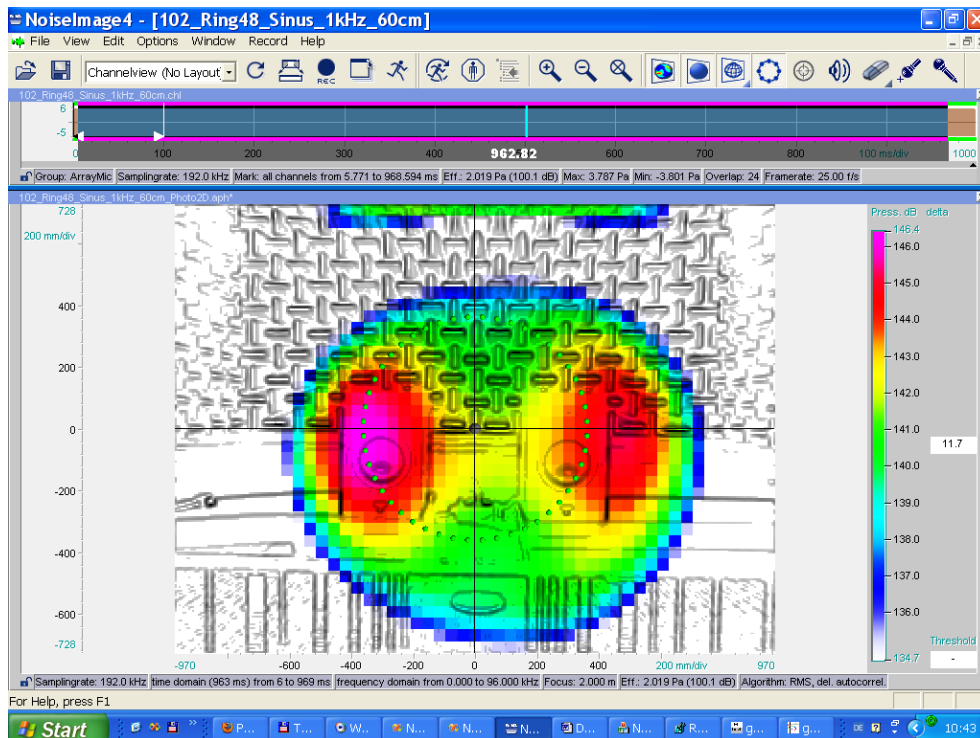 NoiseImage4 - [102_Ring48_Sinus_1kHz_60cm]
File View Edit Options Window Record Help
Channelview (No Layout
REC
102_Ring48_Sinus_1kHz_60cm.chl
6
-5
0 100 200 300 400 962.82 600 700 800 100 ms/div 1000
Group: ArrayMic Samplingrate: 192.0 kHz Mark: all channels from 5.771 to 968.594 ms Eff.: 2.019 Pa (100.1 dB) Max: 3.787 Pa Min: -3.801 Pa Overlap: 24 Framerate: 25.00 f/s
102_Ring48_Sinus_1kHz_60cm_Photo2D.aph*
728
200 mm/div
400
200
0
-200
-400
-600
-728
-970 -600 -400 -200 0 200 400 200 mm/div 970
Press. dB delta
146.4
146.0
145.0
144.0
143.0
142.0
141.0
11.7
140.0
139.0
138.0
137.0
136.0
Threshold
134.7 -
Samplingrate: 192.0 kHz time domain (963 ms) from 6 to 969 ms frequency domain from 0.000 to 96.000 kHz Focus: 2.000 m Eff.: 2.019 Pa (100.1 dB) Algorithm: RMS, del. autocorrel.
For Help, press F1
Start P... T... W... N... N... N... D... N... R... g... g... DE 10:43